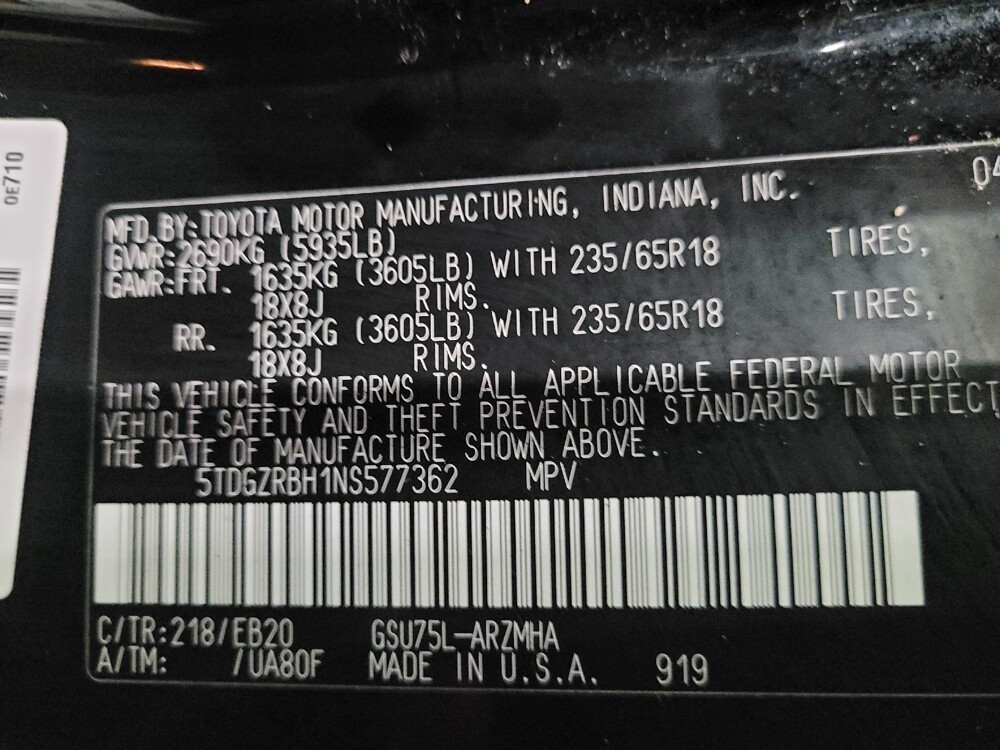 0E710
04
MFD.BY:TOYOTA MOTOR MANUFACTURING, INDIANA, INC.
GVWR:2690KG (5935LB)
GAWR:FRT. 1635KG (3605LB) WITH 235/65R18 TIRES,
18X8J RIMS.
RR. 1635KG (3605LB) WITH 235/65R18 TIRES,
18X8J RIMS.
THIS VEHICLE CONFORMS TO ALL APPLICABLE FEDERAL MOTOR
VEHICLE SAFETY AND THEFT PREVENTION STANDARDS IN EFFECT
THE DATE OF MANUFACTURE SHOWN ABOVE.
5TDGZRBH1NS577362 MPV
C/TR:218/EB20 GSU75L-ARZMHA
A/TM: /UA80F MADE IN U.S.A. 919